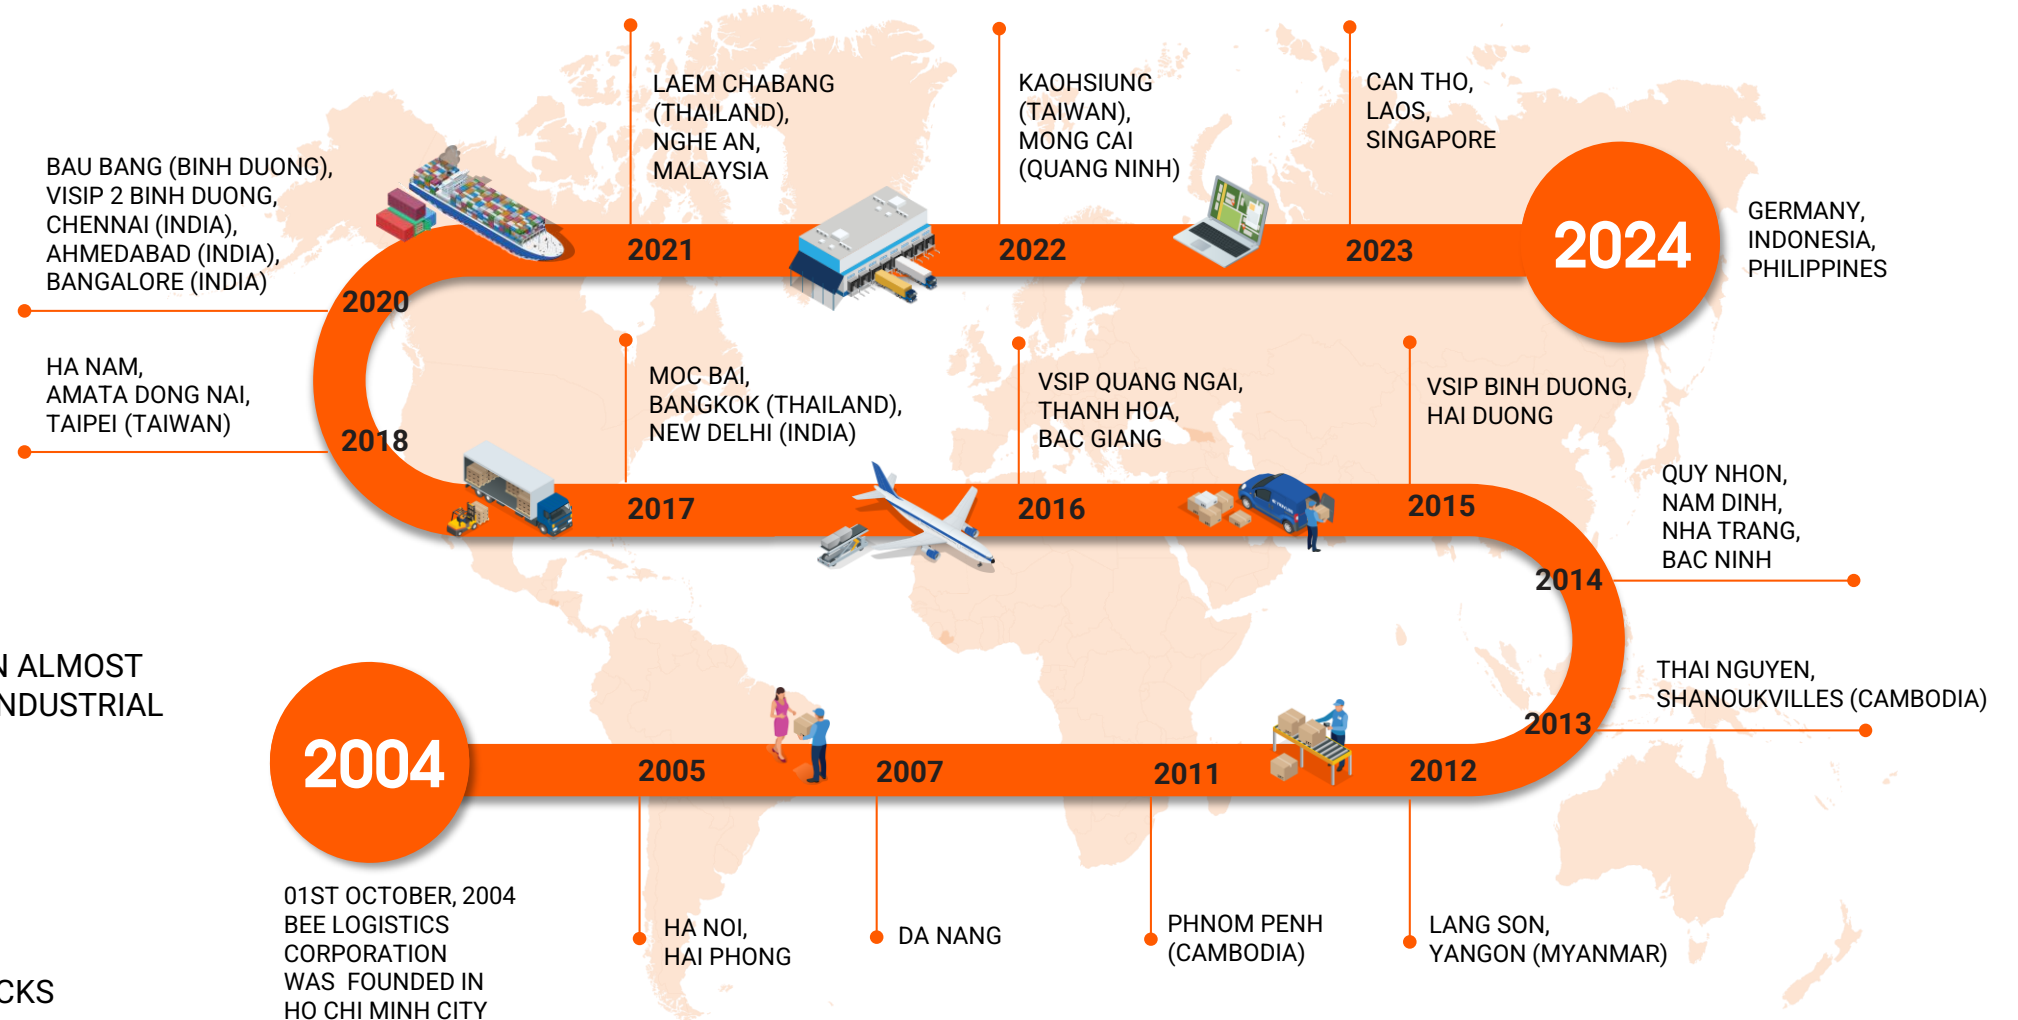 LAEM CHABANG
(THAILAND),
NGHE AN,
MALAYSIA
KAOHSIUNG
(TAIWAN),
MONG CAI
(QUANG NINH)
CAN THO,
LAOS,
SINGAPORE
BAU BANG (BINH DUONG),
VISIP 2 BINH DUONG,
CHENNAI (INDIA),
AHMEDABAD (INDIA),
BANGALORE (INDIA)
GERMANY,
INDONESIA,
PHILIPPINES
2021
2022
2023
2024
2020
HA NAM,
AMATA DONG NAI,
TAIPEI (TAIWAN)
MOC BAI,
BANGKOK (THAILAND),
NEW DELHI (INDIA)
VSIP QUANG NGAI,
THANH HOA,
BAC GIANG
VSIP BINH DUONG,
HAI DUONG
2018
2017
2016
2015
QUY NHON,
NAM DINH,
NHA TRANG,
BAC NINH
2014
N ALMOST
NDUSTRIAL
THAI NGUYEN,
SHANOUKVILLES (CAMBODIA)
2013
2004
2005
2007
2011
2012
01ST OCTOBER, 2004
BEE LOGISTICS
CORPORATION
WAS FOUNDED IN
HO CHI MINH CITY
HA NOI,
HAI PHONG
DA NANG
PHNOM PENH
(CAMBODIA)
LANG SON,
YANGON (MYANMAR)
CKS